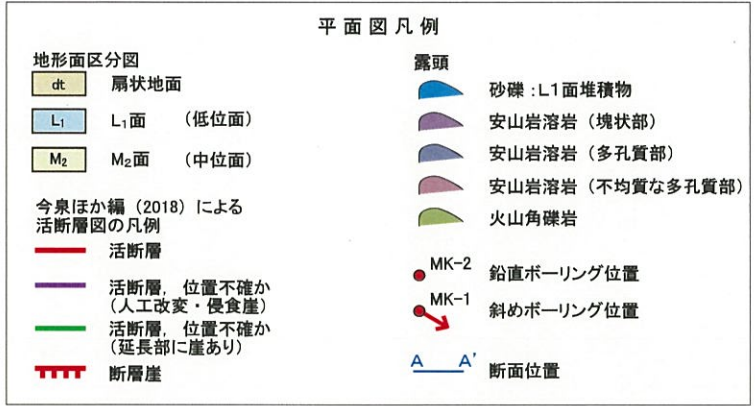 平面図凡例
地形面区分図
dt 扇状地面
L1 L1面 (低位面)
M2 M2面 (中位面)
今泉ほか編 (2018) による
活断層図の凡例
活断層
活断層, 位置不確か
(人工改変・侵食崖)
活断層, 位置不確か
(延長部に崖あり)
断層崖
露頭
砂礫:L1面堆積物
安山岩溶岩 (塊状部)
安山岩溶岩 (多孔質部)
安山岩溶岩 (不均質な多孔質部)
火山角礫岩
MK-2 鉛直ボーリング位置
MK-1 斜めボーリング位置
A A' 断面位置